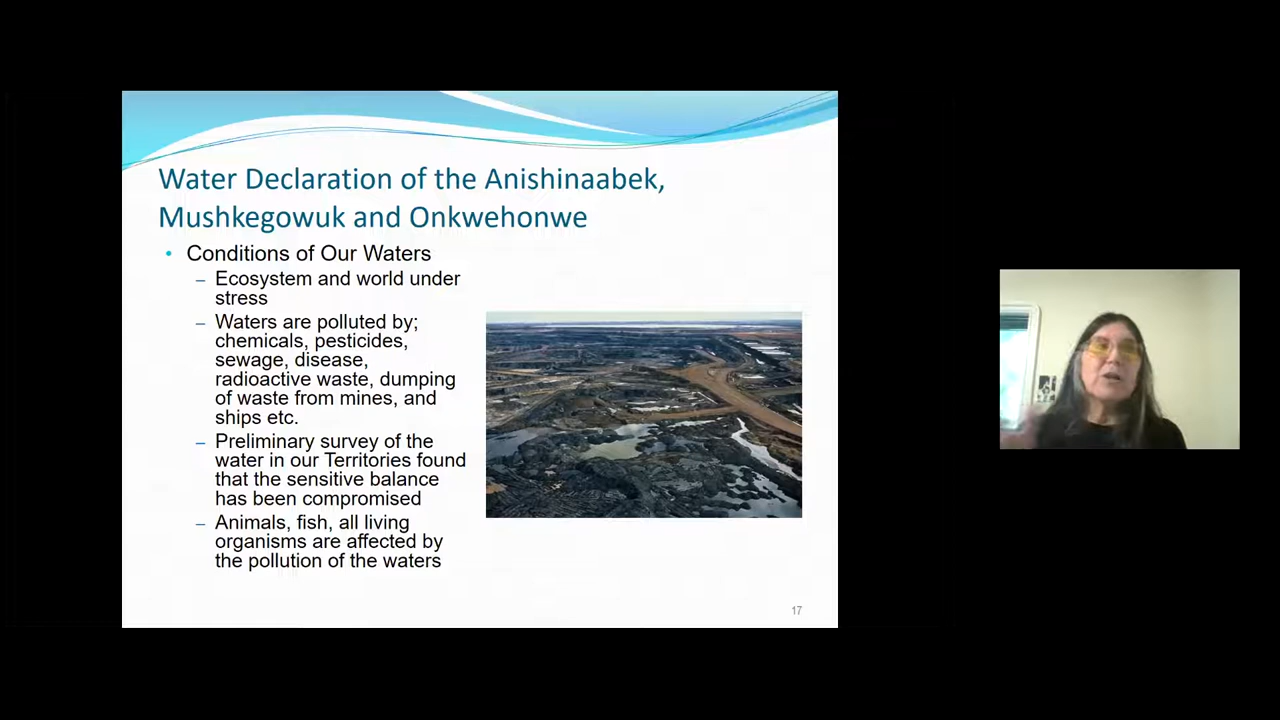 Water Declaration of the Anishinaabek,
Mushkegowuk and Onkwehonwe
• Conditions of Our Waters
– Ecosystem and world under
stress
– Waters are polluted by;
chemicals, pesticides,
sewage, disease,
radioactive waste, dumping
of waste from mines, and
ships etc.
– Preliminary survey of the
water in our Territories found
that the sensitive balance
has been compromised
– Animals, fish, all living
organisms are affected by
the pollution of the waters
17